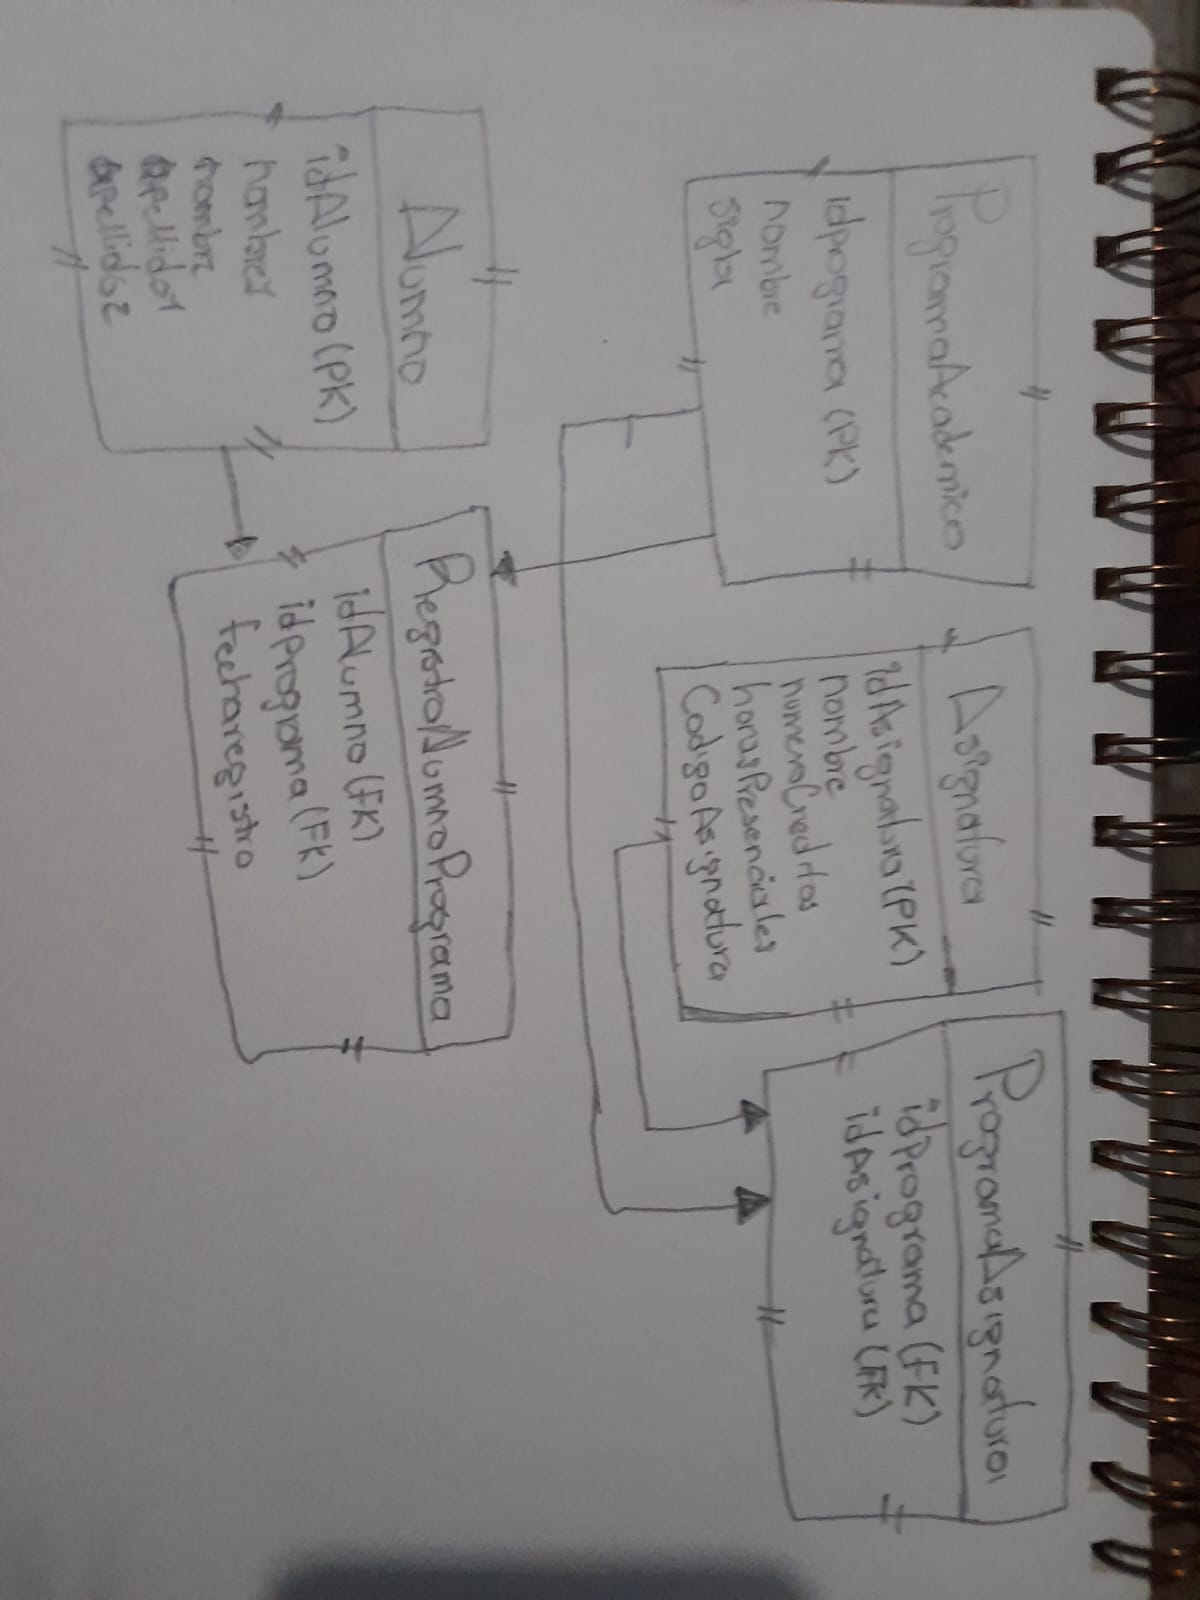 ProgramaAcademico
idprograma (PK)
nombre
sigla
Asignatura
idAsignatura (PK)
nombre
numeroCreditos
horasPresenciales
CodigoAsignatura
ProgramaAsignatura
idPrograma (FK)
idAsignatura (FK)
Alumno
idAlumno (PK)
nombre1
nombre2
apellido1
apellido2
RegistroAlumnoPrograma
idAlumno (FK)
idPrograma (FK)
fecharegistro